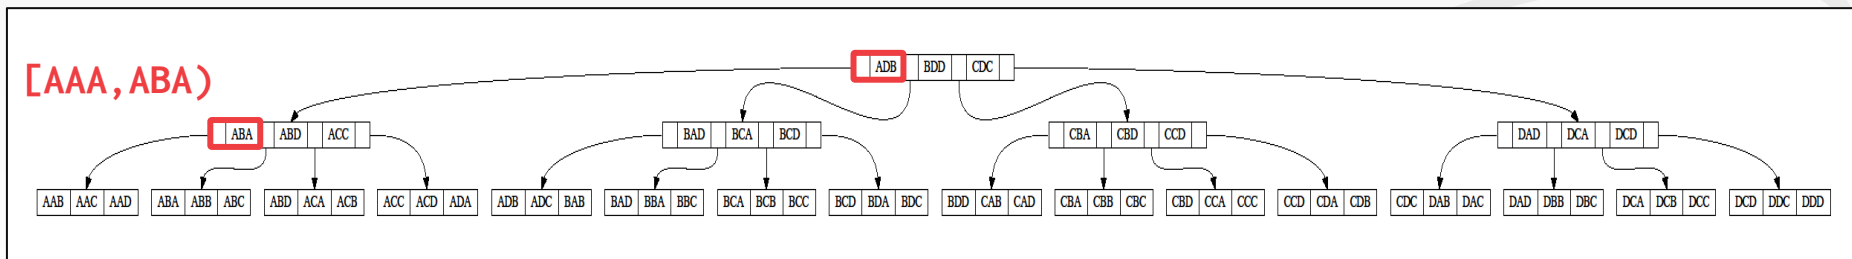 ADB BDD CDC
[AAA,ABA)
ABA ABD ACC BAD BCA BCD CBA CBD CCD DAD DCA DCD
AAB AAC AAD ABA ABB ABC ABD ACA ACB ACC ACD ADA ADB ADC BAB BAD BBA BBC BCA BCB BCC BCD BDA BDC BDD CAB CAD CBA CBB CBC CBD CCA CCC CCD CDA CDB CDC DAB DAC DAD DBB DBC DCA DCB DCC DCD DDC DDD